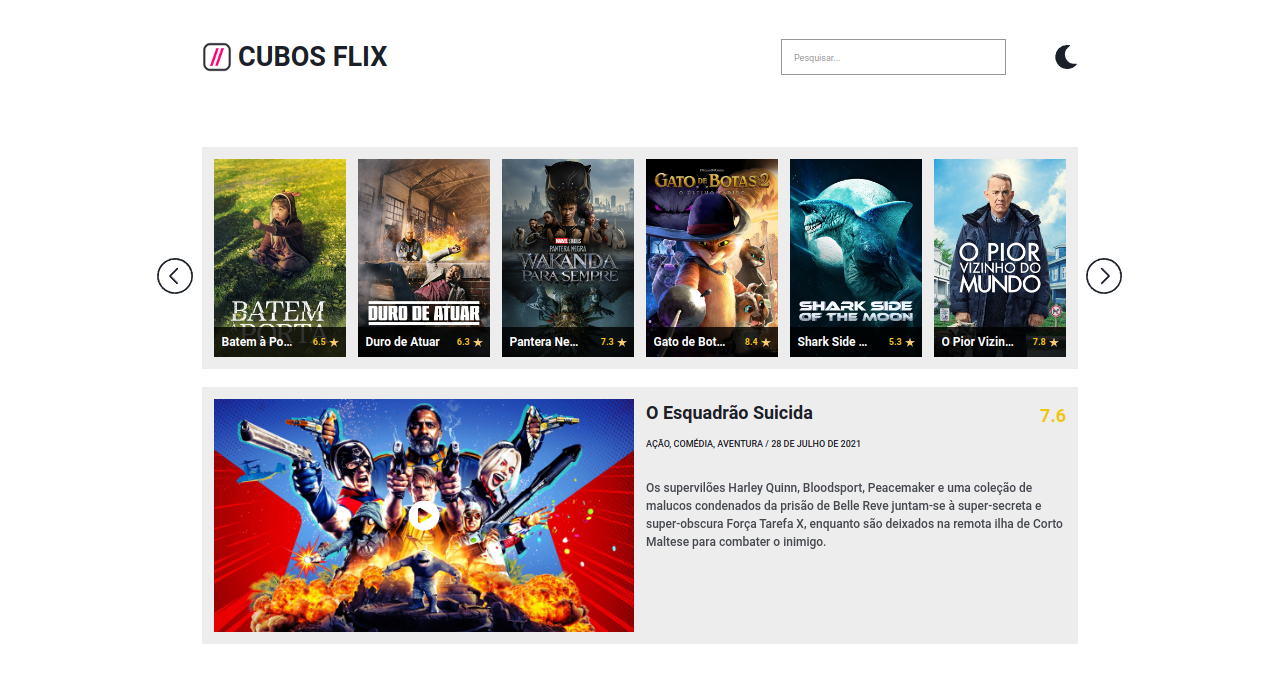 CUBOS FLIX
Pesquisar...
BATEM
À PORTA
DURO DE ATUAR
MARVEL STUDIOS
PANTERA NEGRA
WAKANDA
PARA SEMPRE
GATO DE BOTAS 2
O ÚLTIMO PEDIDO
SHARK SIDE
OF THE MOON
O PIOR
VIZINHO DO
MUNDO
Batem à Po... 6.5
Duro de Atuar 6.3
Pantera Ne... 7.3
Gato de Bot... 8.4
Shark Side ... 5.3
O Pior Vizin... 7.8
O Esquadrão Suicida
7.6
AÇÃO, COMÉDIA, AVENTURA / 28 DE JULHO DE 2021
Os supervilões Harley Quinn, Bloodsport, Peacemaker e uma coleção de
malucos condenados da prisão de Belle Reve juntam-se à super-secreta e
super-obscura Força Tarefa X, enquanto são deixados na remota ilha de Corto
Maltese para combater o inimigo.